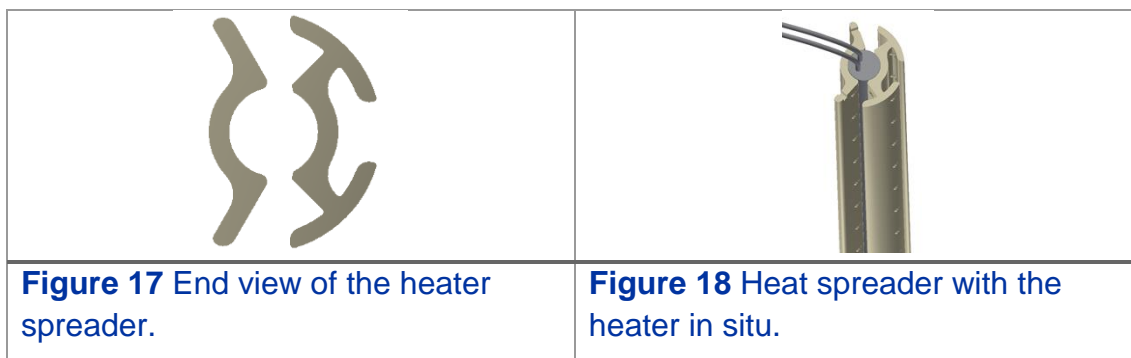 Figure 17 End view of the heater
spreader.
Figure 18 Heat spreader with the
heater in situ.